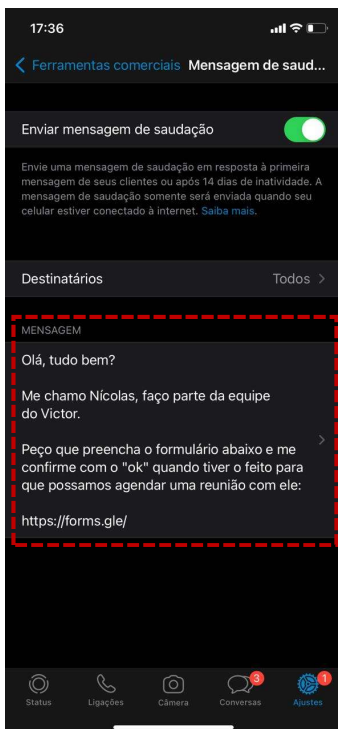 17:36
Ferramentas comerciais Mensagem de saud...
Enviar mensagem de saudação
Envie uma mensagem de saudação em resposta à primeira
mensagem de seus clientes ou após 14 dias de inatividade. A
mensagem de saudação somente será enviada quando seu
celular estiver conectado à internet. Saiba mais.
Destinatários Todos
MENSAGEM
Olá, tudo bem?
Me chamo Nícolas, faço parte da equipe
do Victor.
Peço que preencha o formulário abaixo e me
confirme com o "ok" quando tiver o feito para
que possamos agendar uma reunião com ele:
https://forms.gle/
3 1
Status Ligações Câmera Conversas Ajustes